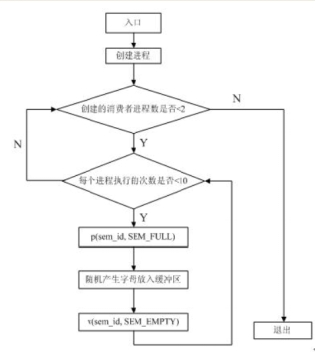 入口
创建进程
创建的消费者进程数是否<2
N
Y
N
每个进程执行的次数是否<10
Y
p(sem_id, SEM_FULL)
随机产生字母放入缓冲区
v(sem_id, SEM_EMPTY)
退出